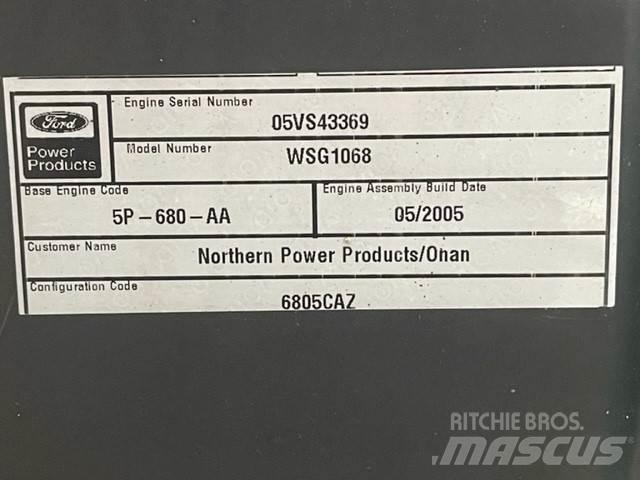 Engine Serial Number
05VS43369
Ford
Power
Products
Model Number
WSG1068
Base Engine Code
5P-680-AA
Engine Assembly Build Date
05/2005
Customer Name
Northern Power Products/Onan
Configuration Code
6805CAZ
RITCHIE BROS.
MASCUS